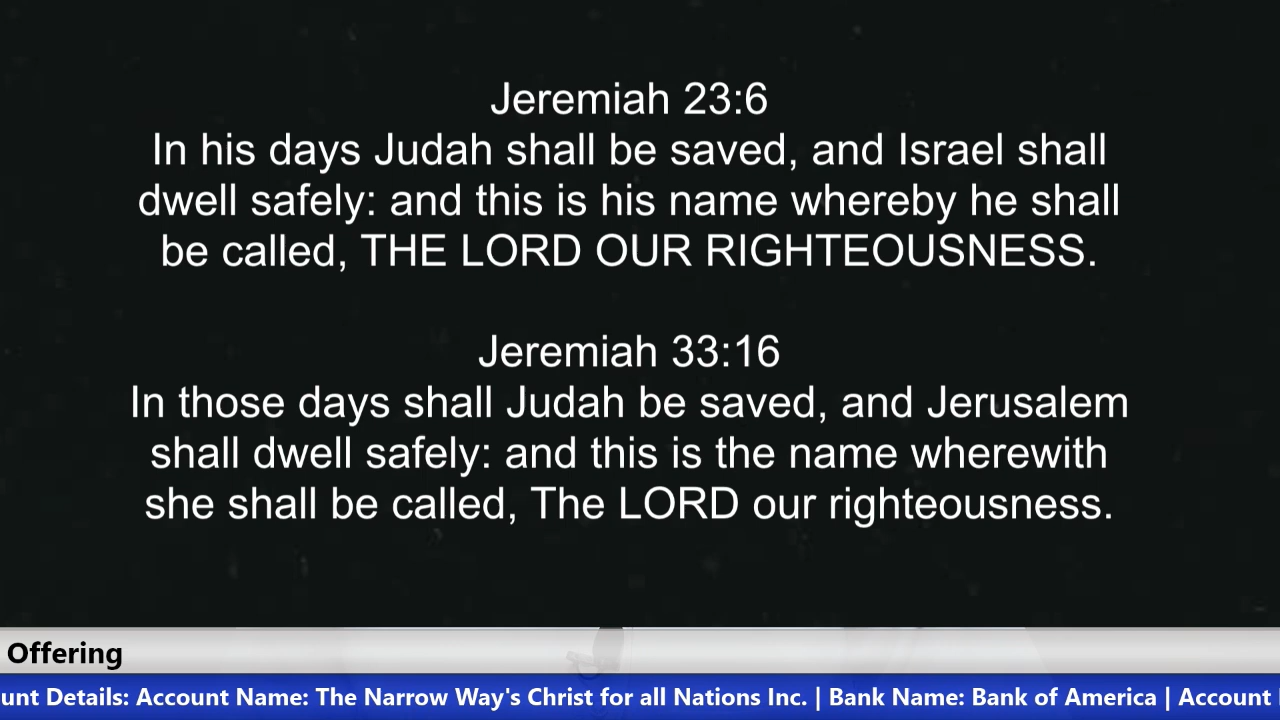 Jeremiah 23:6
In his days Judah shall be saved, and Israel shall
dwell safely: and this is his name whereby he shall
be called, THE LORD OUR RIGHTEOUSNESS.
Jeremiah 33:16
In those days shall Judah be saved, and Jerusalem
shall dwell safely: and this is the name wherewith
she shall be called, The LORD our righteousness.
Offering
unt Details: Account Name: The Narrow Way's Christ for all Nations Inc. | Bank Name: Bank of America | Account